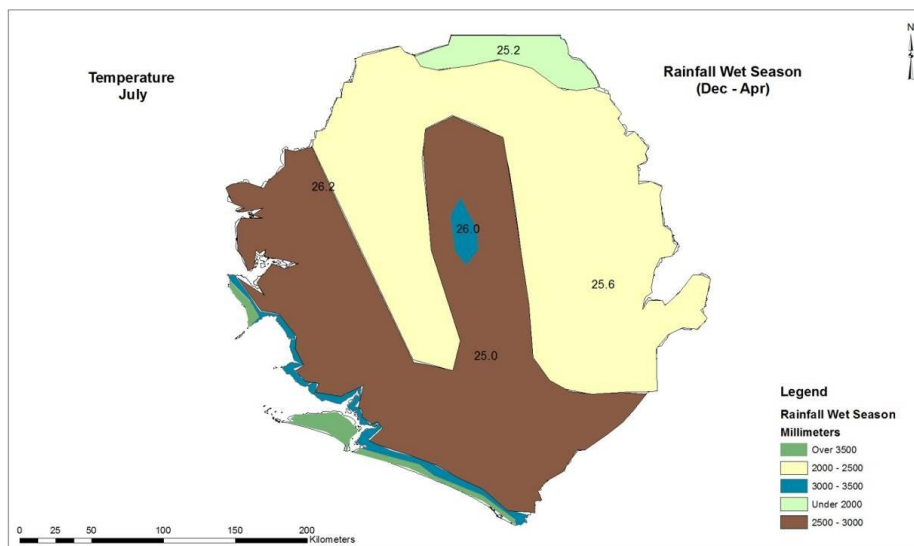 Temperature
July
Rainfall Wet Season
(Dec - Apr)
N
25.2
26.2
26.0
25.6
25.0
Legend
Rainfall Wet Season
Millimeters
Over 3500
2000 - 2500
3000 - 3500
Under 2000
2500 - 3000
0 25 50 100 150 200
Kilometers